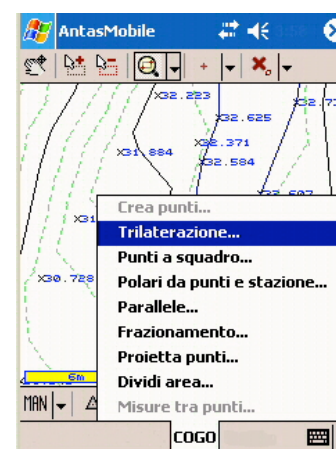 AntasMobile
X32.223
X32.625
X32.371
X31.884
X32.584
Crea punti...
Trilaterazione...
Punti a squadro...
Polari da punti e stazione...
X30.728
Parallele...
Frazionamento...
Proietta punti...
6m
Dividi area...
MAN
Misure tra punti...
COGO